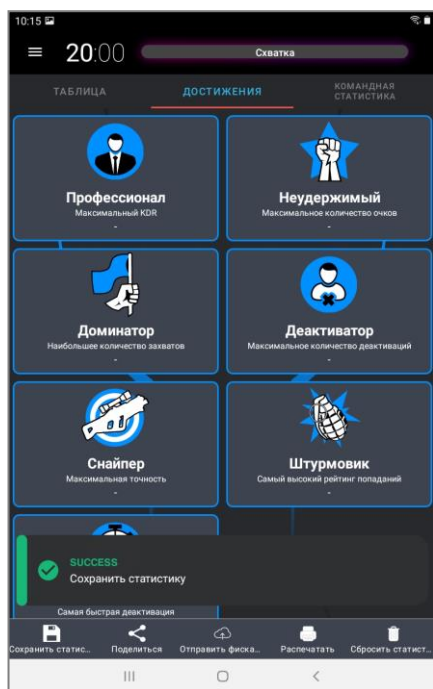 10:15
20:00
Схватка
ТАБЛИЦА
ДОСТИЖЕНИЯ
КОМАНДНАЯ
СТАТИСТИКА
Профессионал
Максимальный KDR
-
Неудержимый
Максимальное количество очков
-
Доминатор
Наибольшее количество захватов
-
Деактиватор
Максимальное количество деактиваций
-
Снайпер
Максимальная точность
-
Штурмовик
Самый высокий рейтинг попаданий
-
SUCCESS
Сохранить статистику
Самая быстрая деактивация
Сохранить статис...
Поделиться
Отправить фиска...
Распечатать
Сбросить статист...